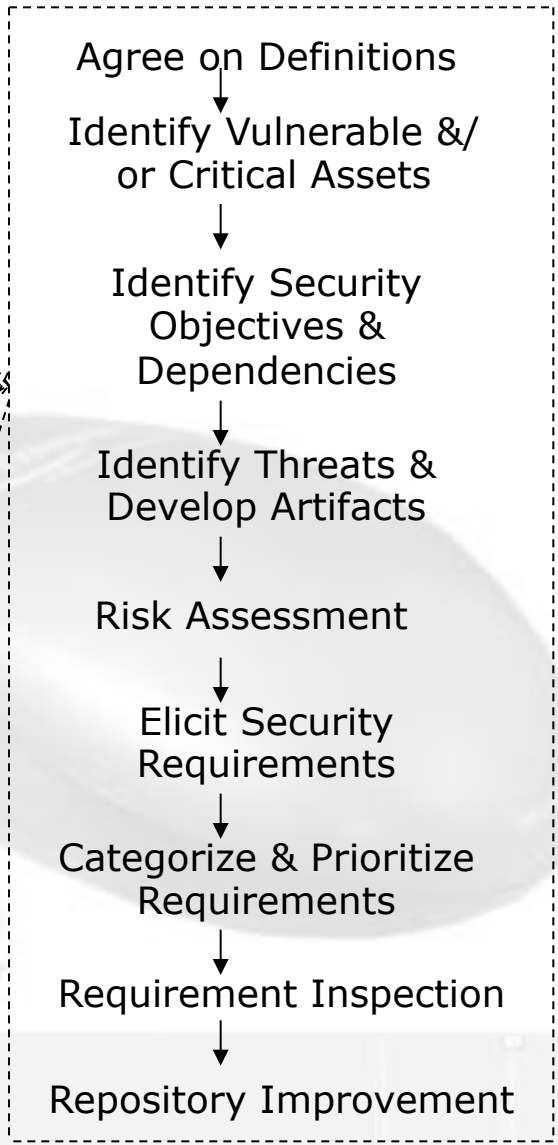 Agree on Definitions
Identify Vulnerable &/
or Critical Assets
Identify Security
Objectives &
Dependencies
Identify Threats &
Develop Artifacts
Risk Assessment
Elicit Security
Requirements
Categorize & Prioritize
Requirements
Requirement Inspection
Repository Improvement